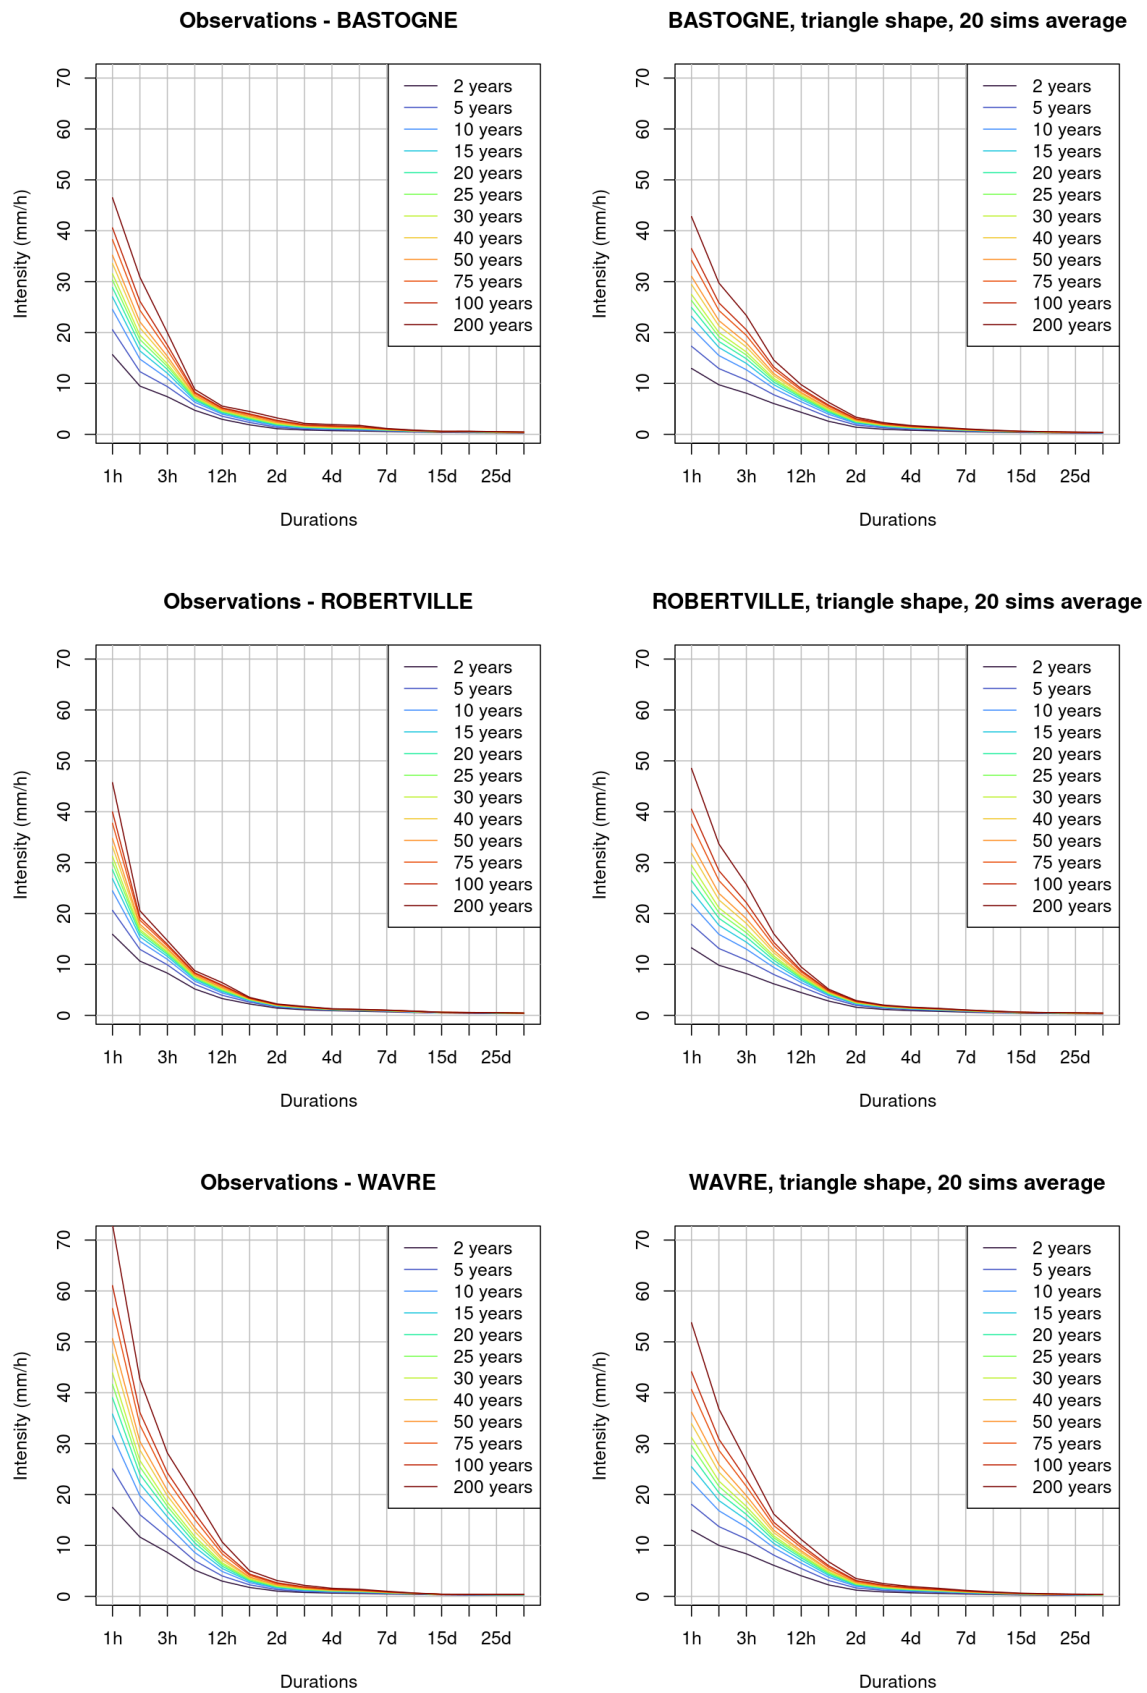 Observations - BASTOGNE
Intensity (mm/h)
70
60
50
40
30
20
10
0
2 years
5 years
10 years
15 years
20 years
25 years
30 years
40 years
50 years
75 years
100 years
200 years
1h 3h 12h 2d 4d 7d 15d 25d
Durations
BASTOGNE, triangle shape, 20 sims average
Intensity (mm/h)
70
60
50
40
30
20
10
0
2 years
5 years
10 years
15 years
20 years
25 years
30 years
40 years
50 years
75 years
100 years
200 years
1h 3h 12h 2d 4d 7d 15d 25d
Durations
Observations - ROBERTVILLE
Intensity (mm/h)
70
60
50
40
30
20
10
0
2 years
5 years
10 years
15 years
20 years
25 years
30 years
40 years
50 years
75 years
100 years
200 years
1h 3h 12h 2d 4d 7d 15d 25d
Durations
ROBERTVILLE, triangle shape, 20 sims average
Intensity (mm/h)
70
60
50
40
30
20
10
0
2 years
5 years
10 years
15 years
20 years
25 years
30 years
40 years
50 years
75 years
100 years
200 years
1h 3h 12h 2d 4d 7d 15d 25d
Durations
Observations - WAVRE
Intensity (mm/h)
70
60
50
40
30
20
10
0
2 years
5 years
10 years
15 years
20 years
25 years
30 years
40 years
50 years
75 years
100 years
200 years
1h 3h 12h 2d 4d 7d 15d 25d
Durations
WAVRE, triangle shape, 20 sims average
Intensity (mm/h)
70
60
50
40
30
20
10
0
2 years
5 years
10 years
15 years
20 years
25 years
30 years
40 years
50 years
75 years
100 years
200 years
1h 3h 12h 2d 4d 7d 15d 25d
Durations